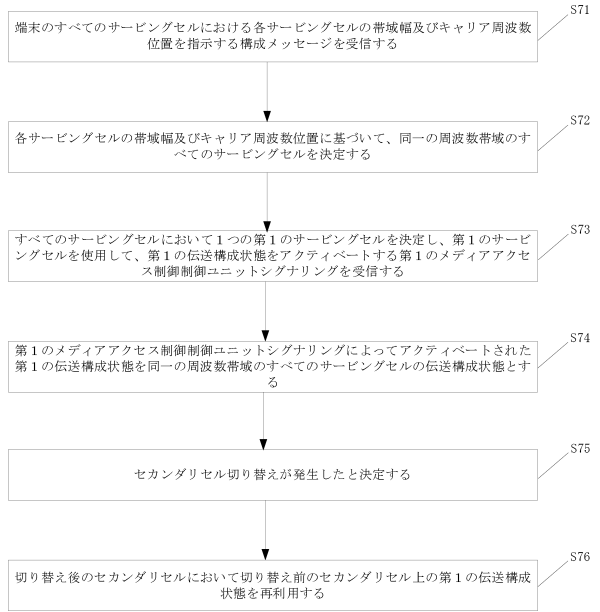 S71
端末のすべてのサービングセルにおける各サービングセルの帯域幅及びキャリア周波数
位置を指示する構成メッセージを受信する
S72
各サービングセルの帯域幅及びキャリア周波数位置に基づいて、同一の周波数帯域のす
べてのサービングセルを決定する
S73
すべてのサービングセルにおいて１つの第１のサービングセルを決定し、第１のサービ
ングセルを使用して、第１の伝送構成状態をアクティベートする第１のメディアアクセ
ス制御制御ユニットシグナリングを受信する
S74
第１のメディアアクセス制御制御ユニットシグナリングによってアクティベートされた
第１の伝送構成状態を同一の周波数帯域のすべてのサービングセルの伝送構成状態とす
る
S75
セカンダリセル切り替えが発生したと決定する
S76
切り替え後のセカンダリセルにおいて切り替え前のセカンダリセル上の第１の伝送構成
状態を再利用する